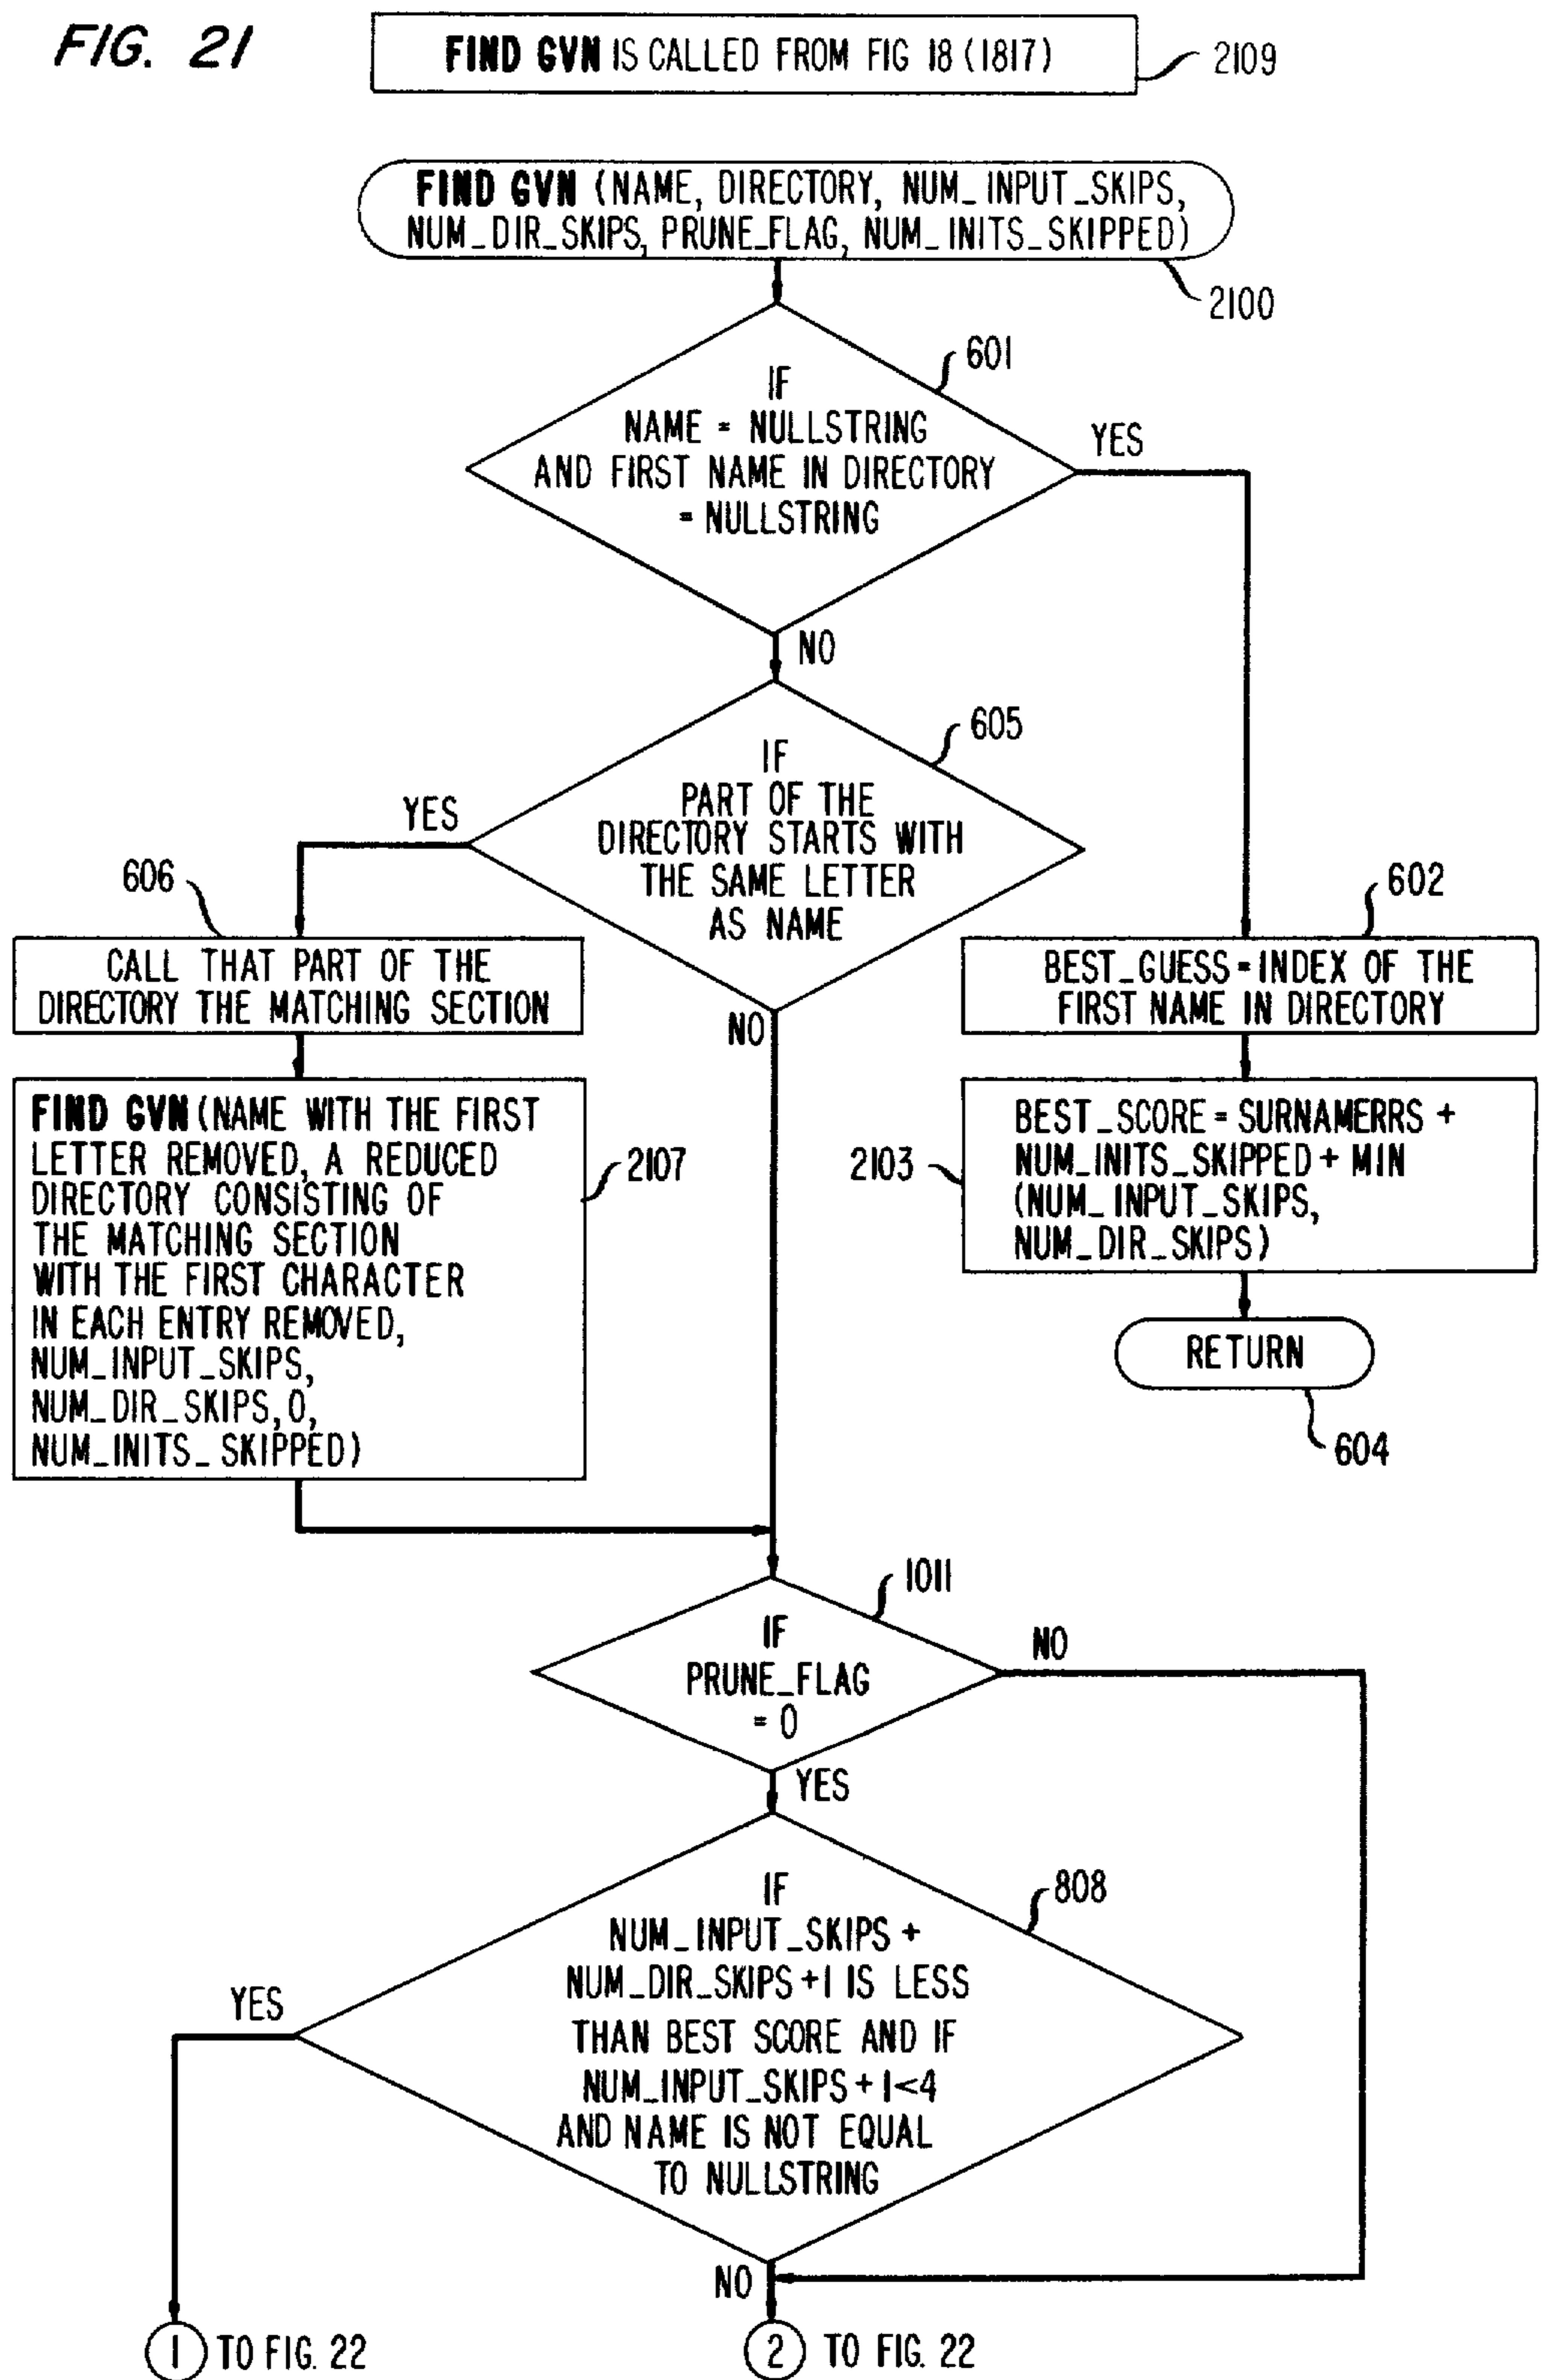 FIG. 21
FIND GVN IS CALLED FROM FIG 18 (1817)
2109
FIND GVN (NAME, DIRECTORY, NUM_INPUT_SKIPS,
NUM_DIR_SKIPS, PRUNE_FLAG, NUM_INITS_SKIPPED)
2100
601
IF
NAME = NULLSTRING
AND FIRST NAME IN DIRECTORY
= NULLSTRING
YES
NO
605
IF
PART OF THE
DIRECTORY STARTS WITH
THE SAME LETTER
AS NAME
YES
NO
606
CALL THAT PART OF THE
DIRECTORY THE MATCHING SECTION
602
BEST_GUESS = INDEX OF THE
FIRST NAME IN DIRECTORY
FIND GVN (NAME WITH THE FIRST
LETTER REMOVED, A REDUCED
DIRECTORY CONSISTING OF
THE MATCHING SECTION
WITH THE FIRST CHARACTER
IN EACH ENTRY REMOVED,
NUM_INPUT_SKIPS,
NUM_DIR_SKIPS, 0,
NUM_INITS_SKIPPED)
2107
2103
BEST_SCORE = SURNAMERRS +
NUM_INITS_SKIPPED + MIN
(NUM_INPUT_SKIPS,
NUM_DIR_SKIPS)
RETURN
604
1011
IF
PRUNE_FLAG
= 0
NO
YES
808
IF
NUM_INPUT_SKIPS +
NUM_DIR_SKIPS +1 IS LESS
THAN BEST SCORE AND IF
NUM_INPUT_SKIPS + 1<4
AND NAME IS NOT EQUAL
TO NULLSTRING
YES
NO
1 TO FIG. 22
2 TO FIG. 22